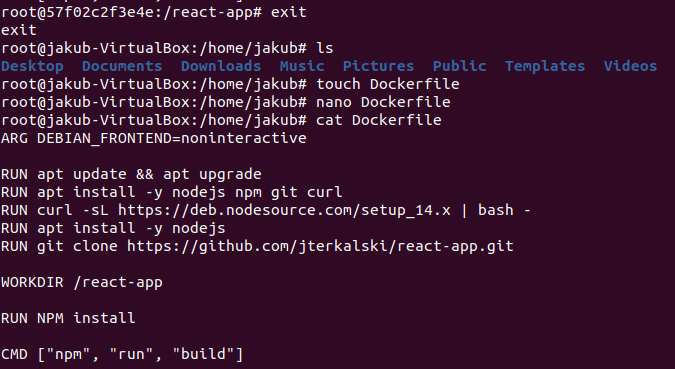 root@57f02c2f3e4e:/react-app# exit
exit
root@jakub-VirtualBox:/home/jakub# ls
Desktop  Documents  Downloads  Music  Pictures  Public  Templates  Videos
root@jakub-VirtualBox:/home/jakub# touch Dockerfile
root@jakub-VirtualBox:/home/jakub# nano Dockerfile
root@jakub-VirtualBox:/home/jakub# cat Dockerfile
ARG DEBIAN_FRONTEND=noninteractive
RUN apt update && apt upgrade
RUN apt install -y nodejs npm git curl
RUN curl -sL https://deb.nodesource.com/setup_14.x | bash -
RUN apt install -y nodejs
RUN git clone https://github.com/jterkalski/react-app.git
WORKDIR /react-app
RUN NPM install
CMD ["npm", "run", "build"]